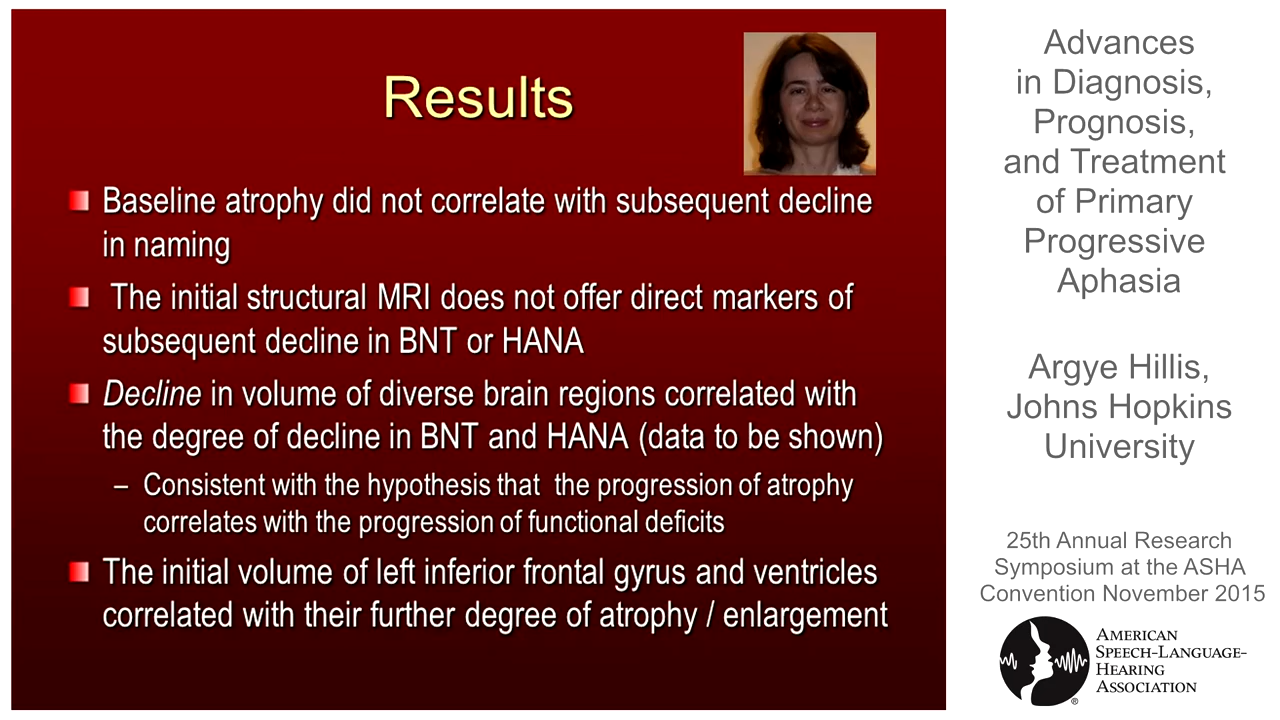 Results
Baseline atrophy did not correlate with subsequent decline
in naming
The initial structural MRI does not offer direct markers of
subsequent decline in BNT or HANA
Decline in volume of diverse brain regions correlated with
the degree of decline in BNT and HANA (data to be shown)
– Consistent with the hypothesis that the progression of atrophy
correlates with the progression of functional deficits
The initial volume of left inferior frontal gyrus and ventricles
correlated with their further degree of atrophy / enlargement
Advances
in Diagnosis,
Prognosis,
and Treatment
of Primary
Progressive
Aphasia
Argye Hillis,
Johns Hopkins
University
25th Annual Research
Symposium at the ASHA
Convention November 2015
AMERICAN
SPEECH-LANGUAGE-
HEARING
ASSOCIATION
®